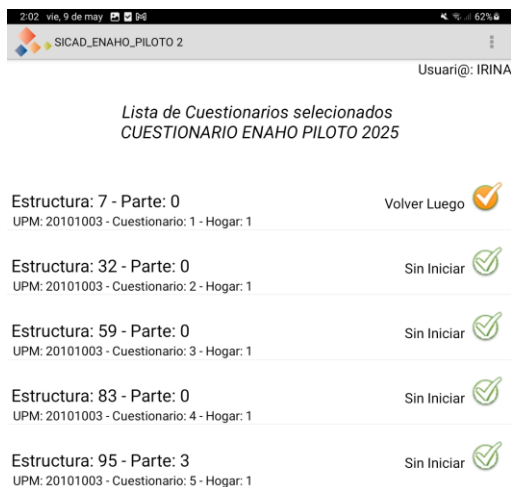 2:02 vie, 9 de may 62%
SICAD_ENAHO_PILOTO 2
Usuari@: IRINA
Lista de Cuestionarios selecionados
CUESTIONARIO ENAHO PILOTO 2025
Estructura: 7 - Parte: 0 Volver Luego
UPM: 20101003 - Cuestionario: 1 - Hogar: 1
Estructura: 32 - Parte: 0 Sin Iniciar
UPM: 20101003 - Cuestionario: 2 - Hogar: 1
Estructura: 59 - Parte: 0 Sin Iniciar
UPM: 20101003 - Cuestionario: 3 - Hogar: 1
Estructura: 83 - Parte: 0 Sin Iniciar
UPM: 20101003 - Cuestionario: 4 - Hogar: 1
Estructura: 95 - Parte: 3 Sin Iniciar
UPM: 20101003 - Cuestionario: 5 - Hogar: 1